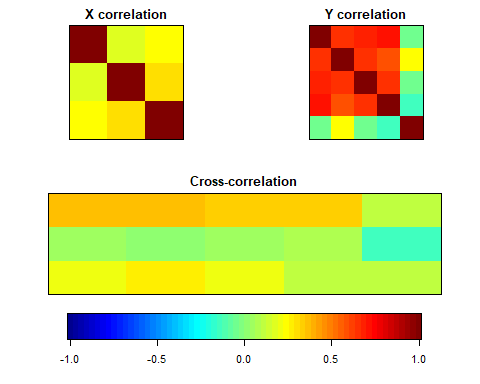 X correlation
Y correlation
Cross-correlation
-1.0 -0.5 0.0 0.5 1.0